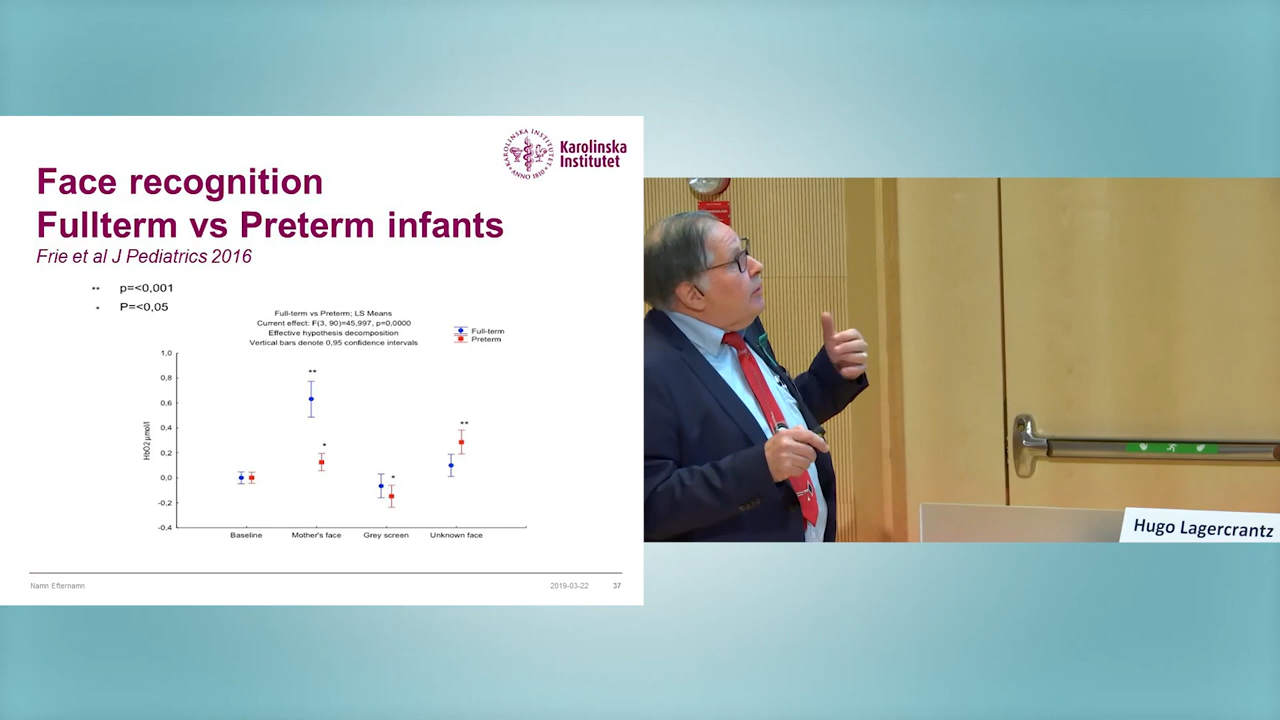 KAROLINSKA INSTITUTET
ANNO 1810
Karolinska
Institutet
Face recognition
Fullterm vs Preterm infants
Frie et al J Pediatrics 2016
** p=<0,001
* P=<0,05
Full-term vs Preterm; LS Means
Current effect: F(3, 90)=45,997, p=0,0000
Effective hypothesis decomposition
Vertical bars denote 0,95 confidence intervals
Full-term
Preterm
1,0
0,8
0,6
0,4
0,2
0,0
-0,2
-0,4
HbO2 µmol/l
**
*
*
**
Baseline Mother's face Grey screen Unknown face
Namn Efternamn 2019-03-22 37
Hugo Lagercrantz